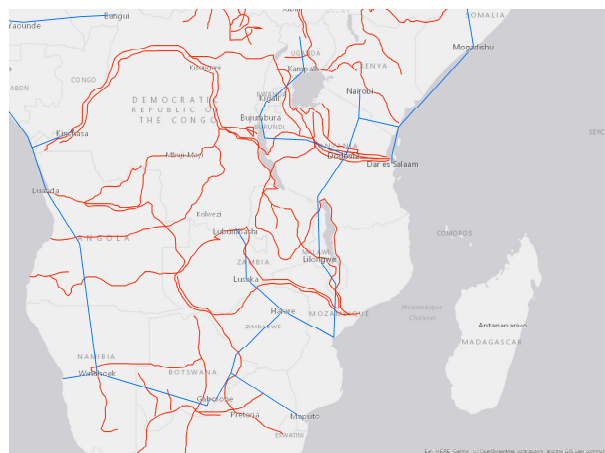 SOMALIA
Bangui
Yaounde
Mogadishu
UGANDA
Kampala
KENYA
Kisangani
CONGO
ABON
Nairobi
DEMOCRATIC
REPUBLIC O
THE CONGO
RWANDA
Kigali
Bujumbura
BURUNDI
SEYC
Kinshasa
TANZANIA
Dodoma
Mbuji-Mayi
Dar es Salaam
Luanda
Kolwezi
Lubumbashi
ANGOLA
COMOROS
MALAWI
Lilongwe
ZAMBIA
Lusaka
Harare
MOZAMBIQUE
Mozambique
Channel
ZIMBABWE
Antananarivo
MADAGASCAR
NAMIBIA
Windhoek
BOTSWANA
Gaborone
Pretoria
Maputo
ESWATINI
Esri, HERE, Garmin, (c) OpenStreetMap contributors, and the GIS user commun